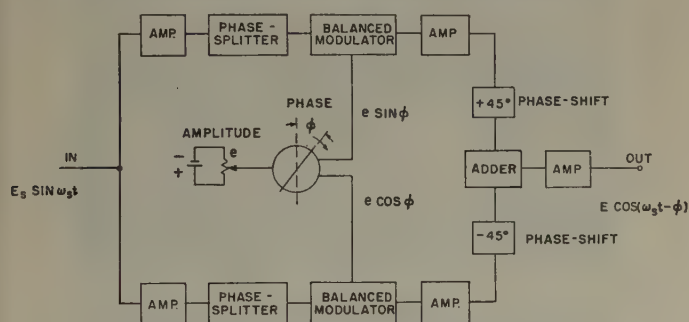 AMP.
PHASE-
SPLITTER
BALANCED
MODULATOR
AMP
+45°
PHASE-SHIFT
PHASE
ϕ
e SINϕ
AMPLITUDE
e
-
+
IN
E_S SIN ω_s t
ADDER
AMP
OUT
E COS(ω_s t-ϕ)
e COS ϕ
-45°
PHASE-SHIFT
AMP.
PHASE-
SPLITTER
BALANCED
MODULATOR
AMP.